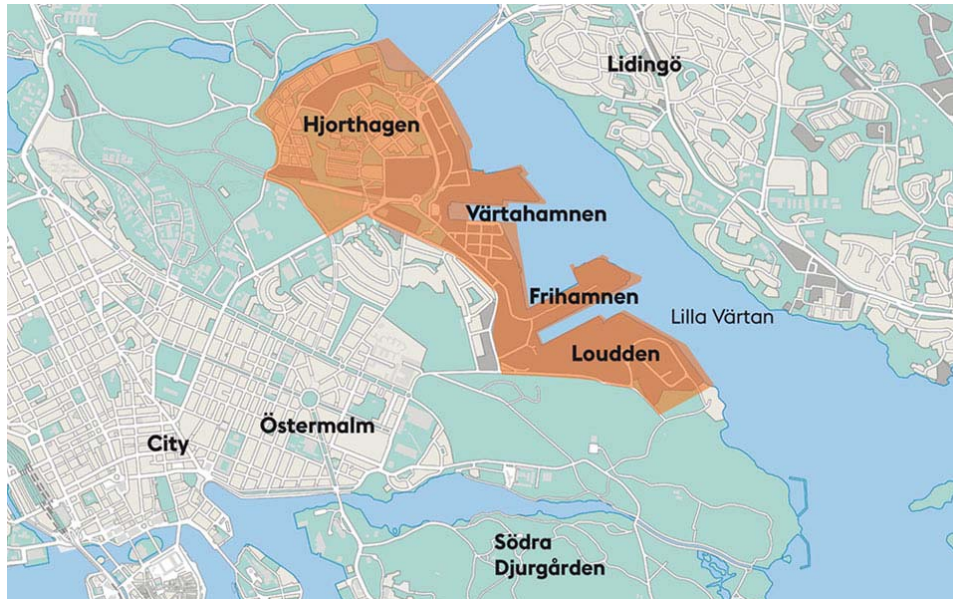 Lidingö
Hjorthagen
Värtahamnen
Frihamnen
Lilla Värtan
Loudden
Östermalm
City
Södra
Djurgården